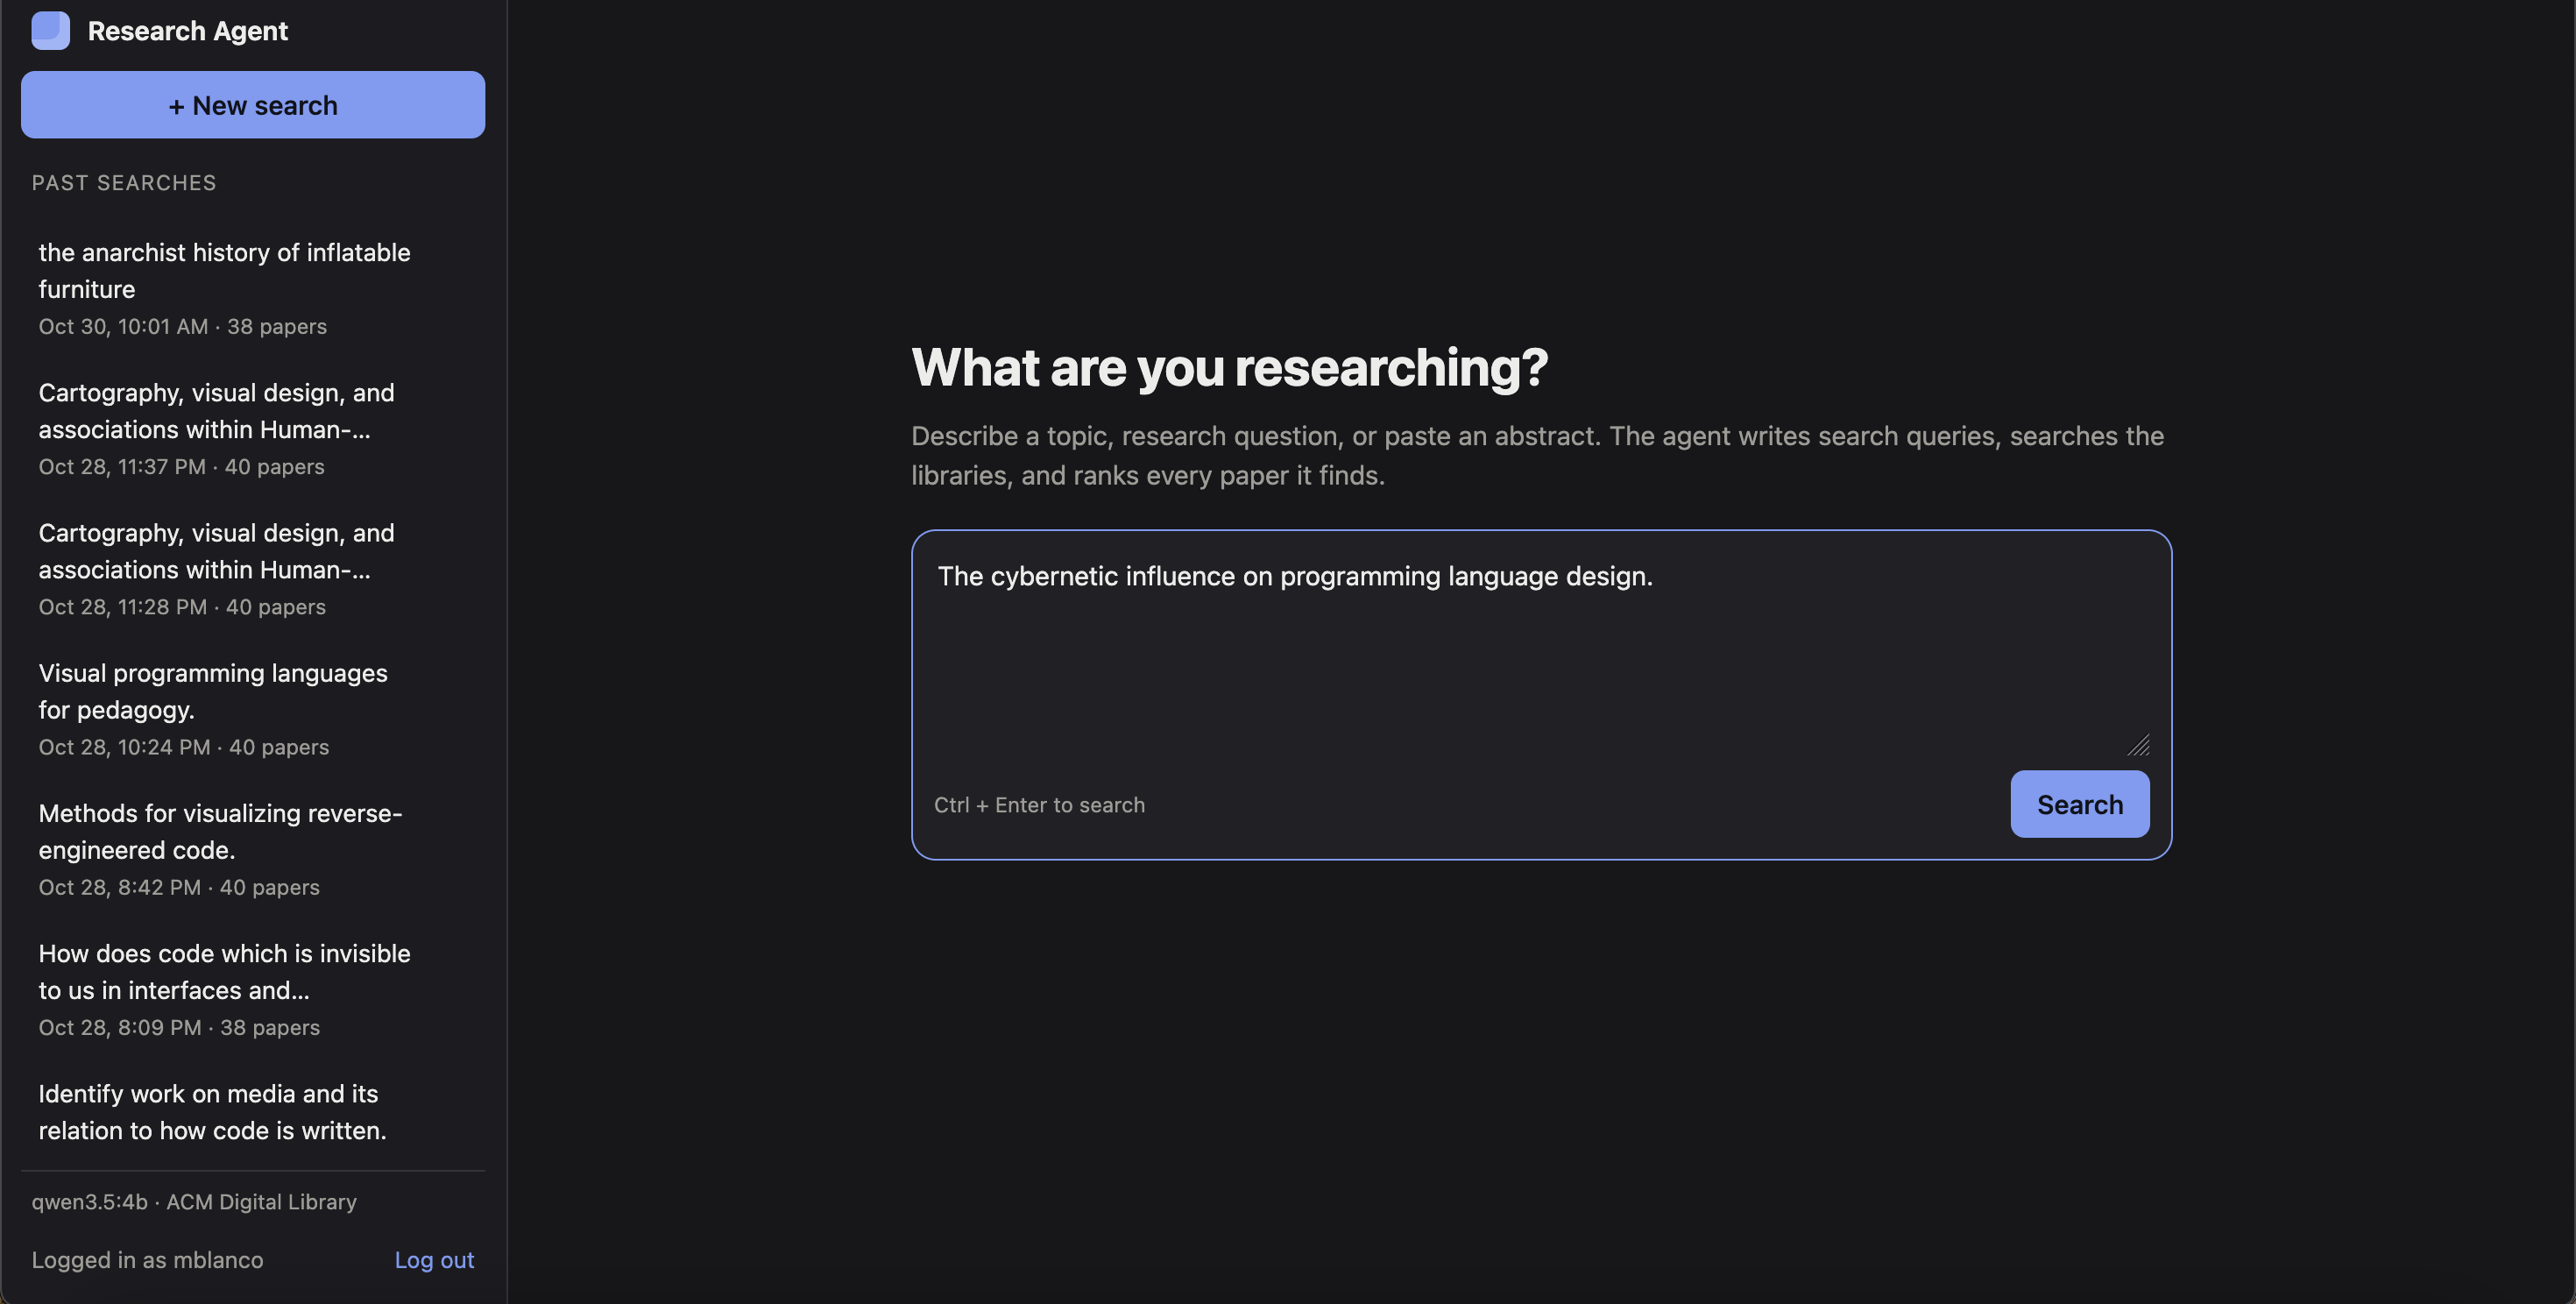 Research Agent
+ New search
PAST SEARCHES
the anarchist history of inflatable
furniture
Oct 30, 10:01 AM · 38 papers
Cartography, visual design, and
associations within Human-...
Oct 28, 11:37 PM · 40 papers
Cartography, visual design, and
associations within Human-...
Oct 28, 11:28 PM · 40 papers
Visual programming languages
for pedagogy.
Oct 28, 10:24 PM · 40 papers
Methods for visualizing reverse-
engineered code.
Oct 28, 8:42 PM · 40 papers
How does code which is invisible
to us in interfaces and...
Oct 28, 8:09 PM · 38 papers
Identify work on media and its
relation to how code is written.
qwen3.5:4b · ACM Digital Library
Logged in as mblanco
Log out
What are you researching?
Describe a topic, research question, or paste an abstract. The agent writes search queries, searches the
libraries, and ranks every paper it finds.
The cybernetic influence on programming language design.
Ctrl + Enter to search
Search